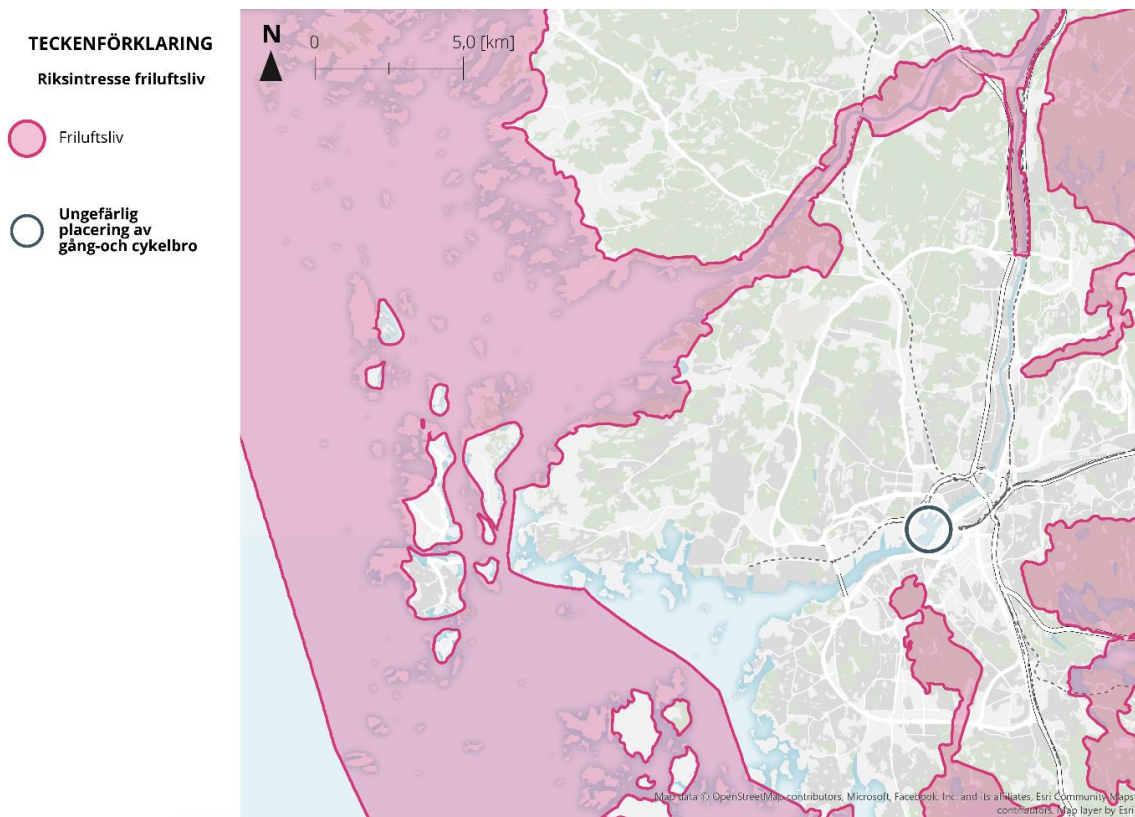 TECKENFÖRKLARING
Riksintresse friluftsliv
Friluftsliv
Ungefärlig
placering av
gång-och cykelbro
N
0 5,0 [km]
Map data © OpenStreetMap contributors, Microsoft, Facebook, Inc. and its affiliates, Esri Community Maps
contributors, Map layer by Esri